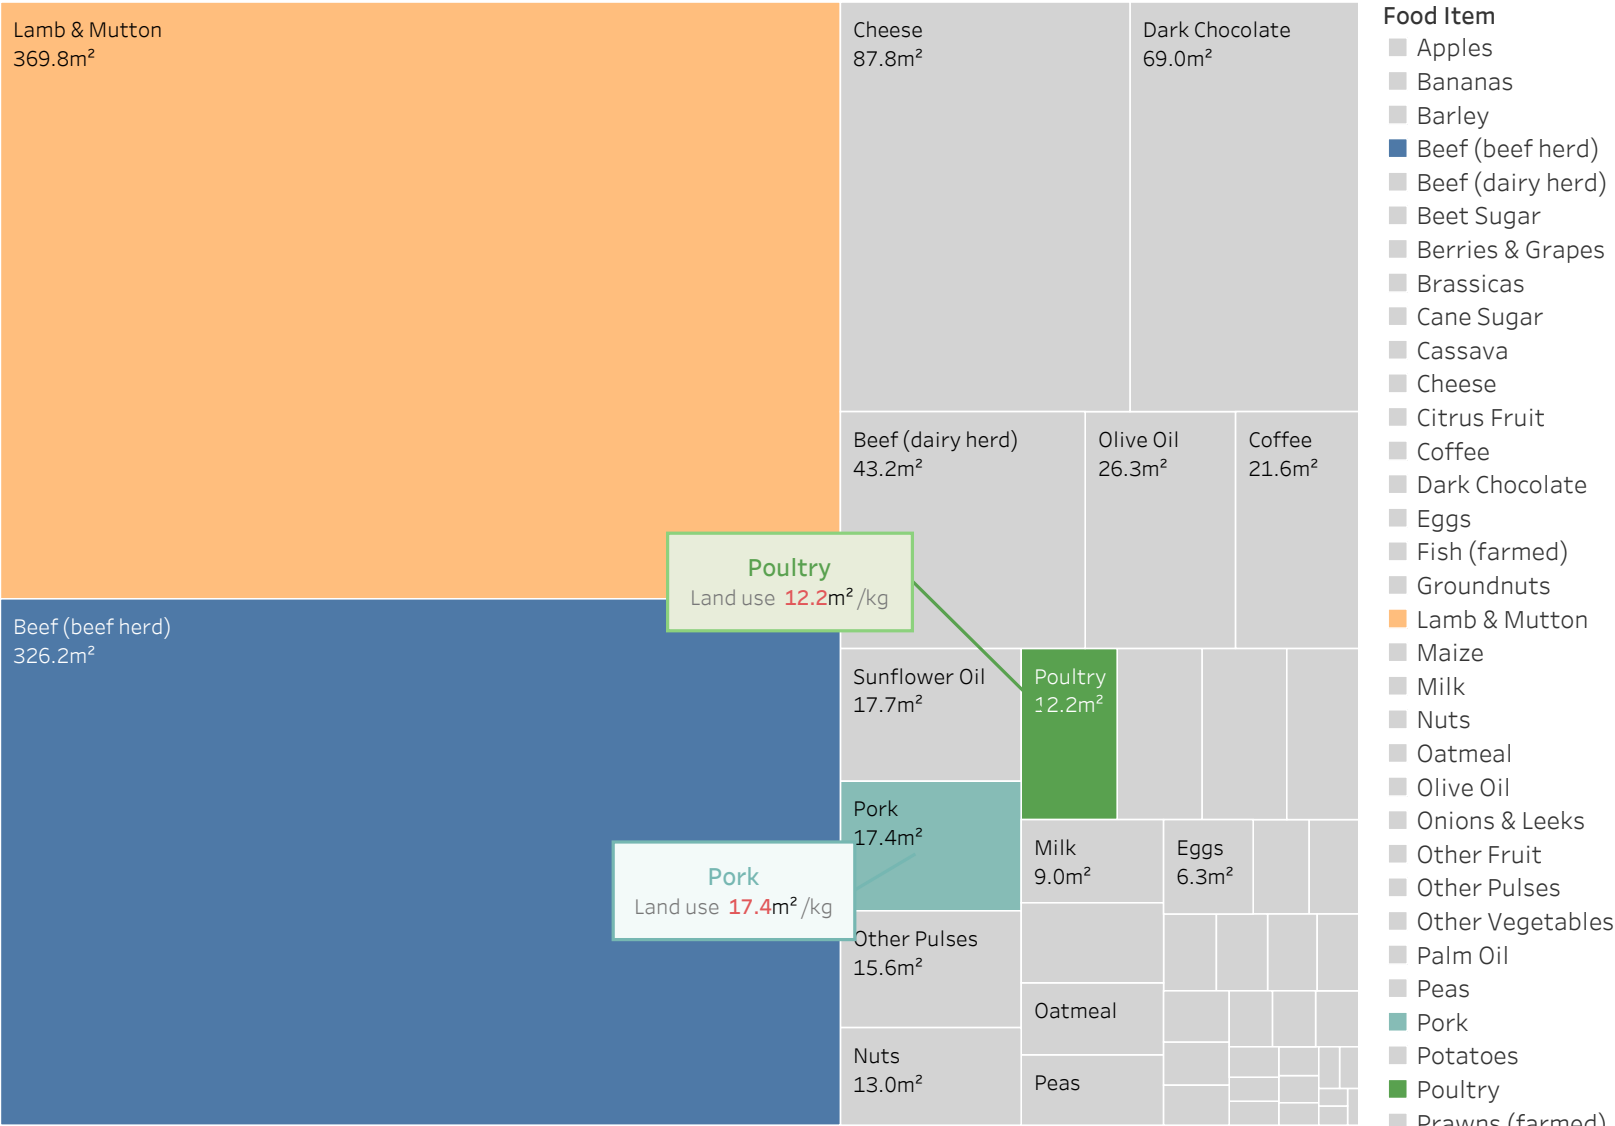 Lamb & Mutton
369.8m²
Cheese
87.8m²
Dark Chocolate
69.0m²
Beef (dairy herd)
43.2m²
Olive Oil
26.3m²
Coffee
21.6m²
Poultry
Land use 12.2m² /kg
Beef (beef herd)
326.2m²
Sunflower Oil
17.7m²
Poultry
12.2m²
Pork
17.4m²
Pork
Land use 17.4m² /kg
Milk
9.0m²
Eggs
6.3m²
Other Pulses
15.6m²
Oatmeal
Nuts
13.0m²
Peas
Food Item
Apples
Bananas
Barley
Beef (beef herd)
Beef (dairy herd)
Beet Sugar
Berries & Grapes
Brassicas
Cane Sugar
Cassava
Cheese
Citrus Fruit
Coffee
Dark Chocolate
Eggs
Fish (farmed)
Groundnuts
Lamb & Mutton
Maize
Milk
Nuts
Oatmeal
Olive Oil
Onions & Leeks
Other Fruit
Other Pulses
Other Vegetables
Palm Oil
Peas
Pork
Potatoes
Poultry
Prawns (farmed)